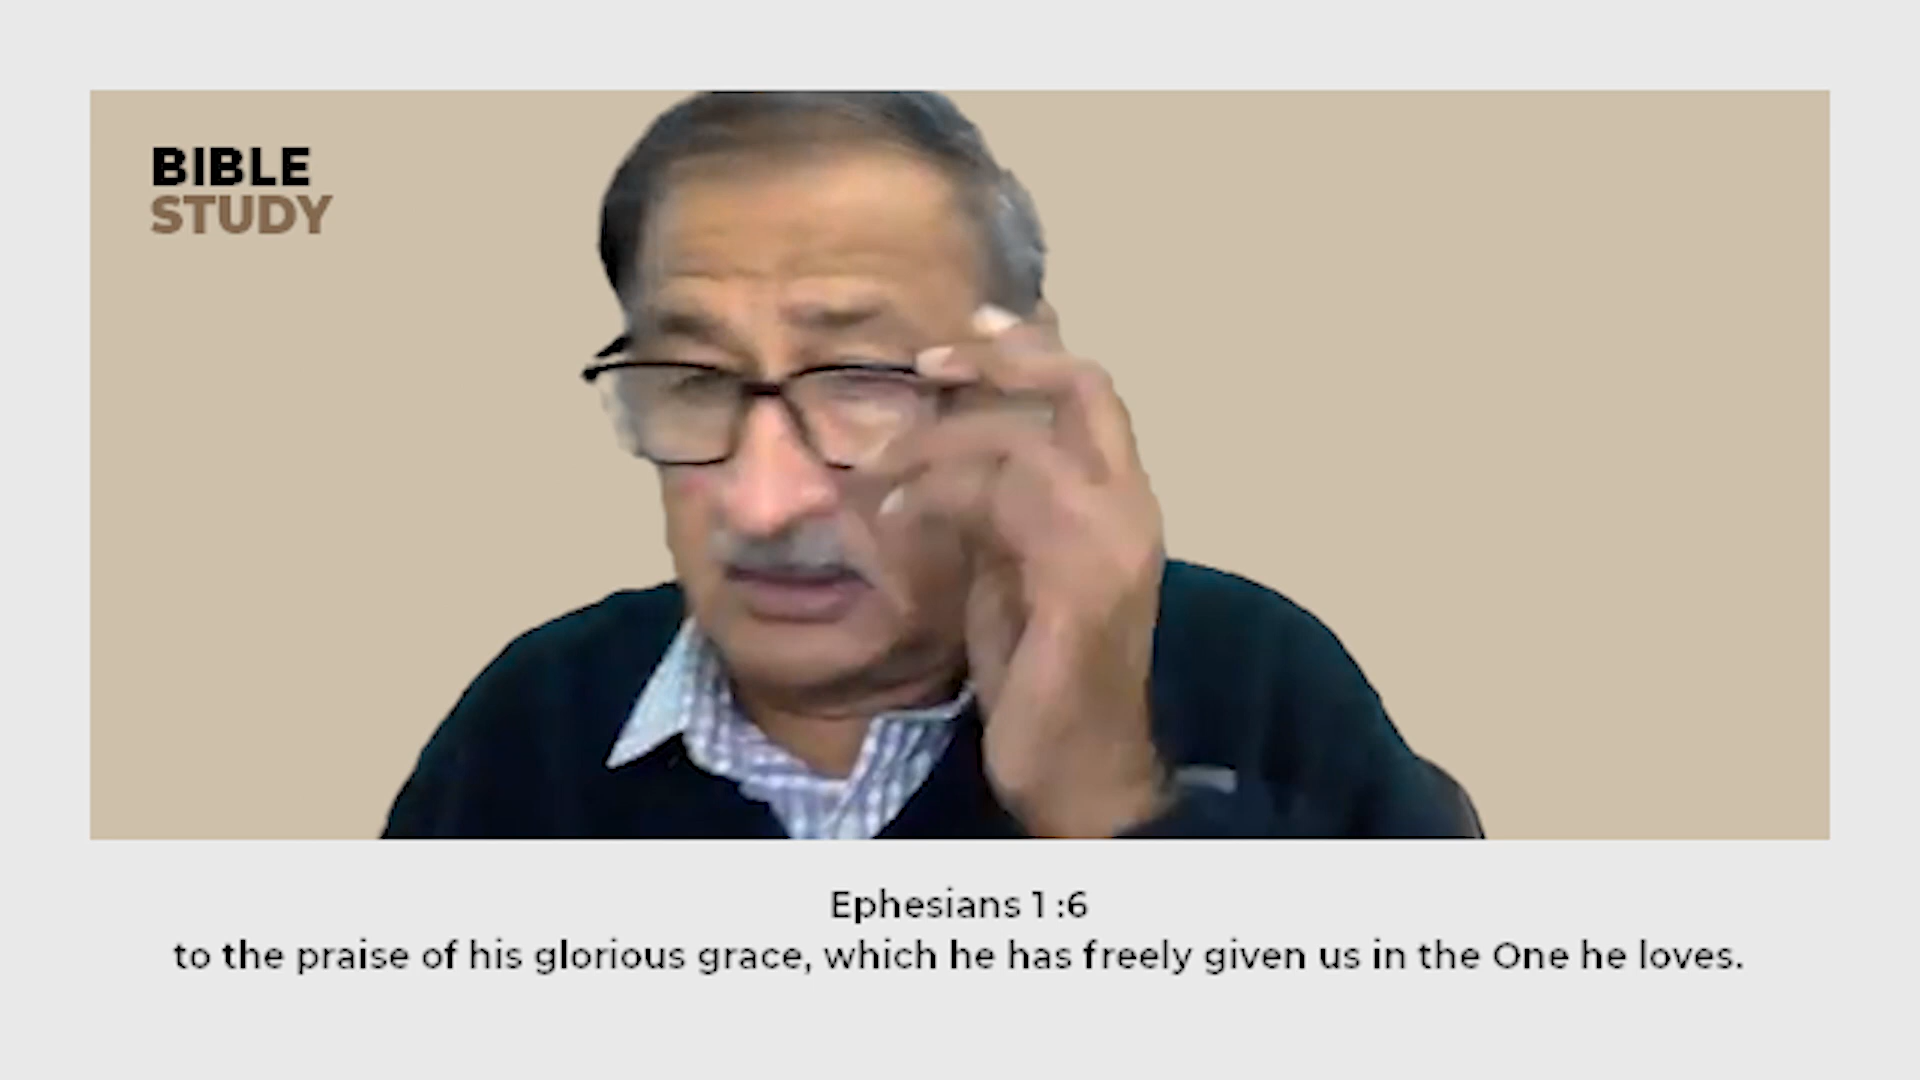 BIBLE
STUDY
Ephesians 1:6
to the praise of his glorious grace, which he has freely given us in the One he loves.